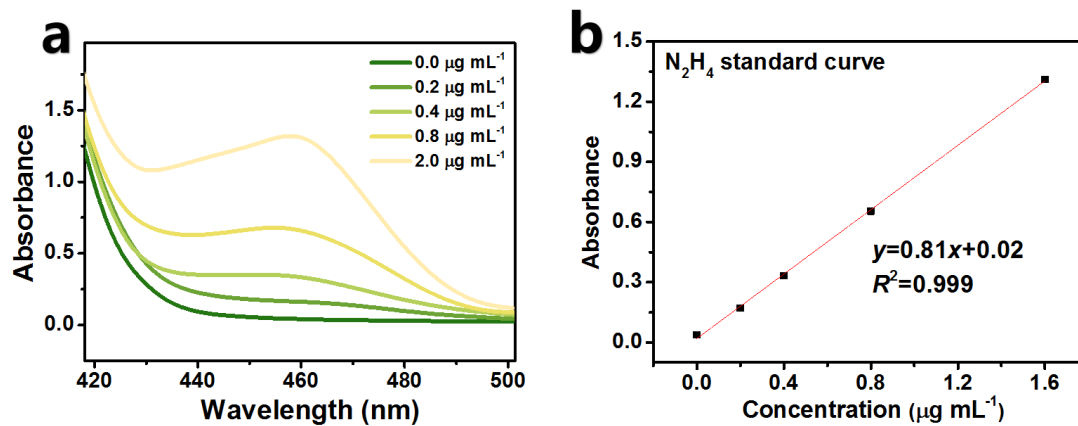 a
0.0 μg mL⁻¹
0.2 μg mL⁻¹
0.4 μg mL⁻¹
0.8 μg mL⁻¹
2.0 μg mL⁻¹
Absorbance
1.5
1.0
0.5
0.0
420 440 460 480 500
Wavelength (nm)
b
N₂H₄ standard curve
y=0.81x+0.02
R²=0.999
Absorbance
1.5
1.2
0.9
0.6
0.3
0.0
0.0 0.4 0.8 1.2 1.6
Concentration (μg mL⁻¹)